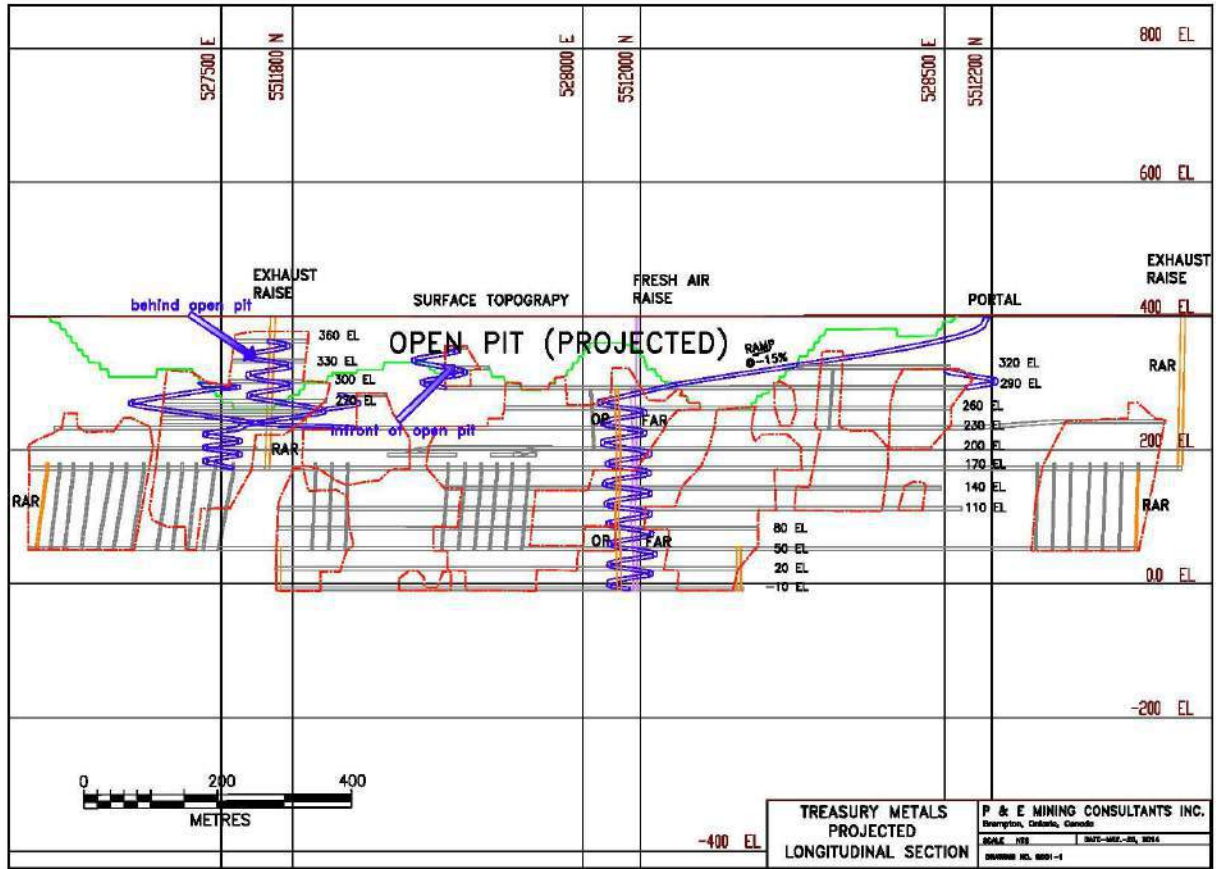 800 EL
527500 E
5511800 N
528000 E
5512000 N
528500 E
5512200 N
600 EL
EXHAUST
RAISE
behind open pit
SURFACE TOPOGRAPY
FRESH AIR
RAISE
PORTAL
EXHAUST
RAISE
400 EL
OPEN PIT (PROJECTED)
360 EL
330 EL
300 EL
270 EL
RAMP
@-15%
320 EL
290 EL
RAR
infront of open pit
OP
FAR
260 EL
230 EL
200 EL
200 EL
RAR
170 EL
140 EL
110 EL
RAR
RAR
80 EL
OP
FAR
50 EL
20 EL
-10 EL
0.0 EL
-200 EL
0 200 400
METRES
-400 EL
TREASURY METALS
PROJECTED
LONGITUDINAL SECTION
P & E MINING CONSULTANTS INC.
Brampton, Ontario, Canada
SCALE NTS
DRAWING NO.